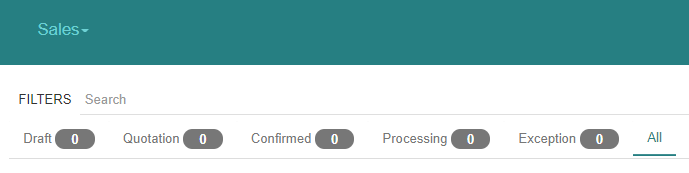 Sales
FILTERS Search
Draft 0 Quotation 0 Confirmed 0 Processing 0 Exception 0 All